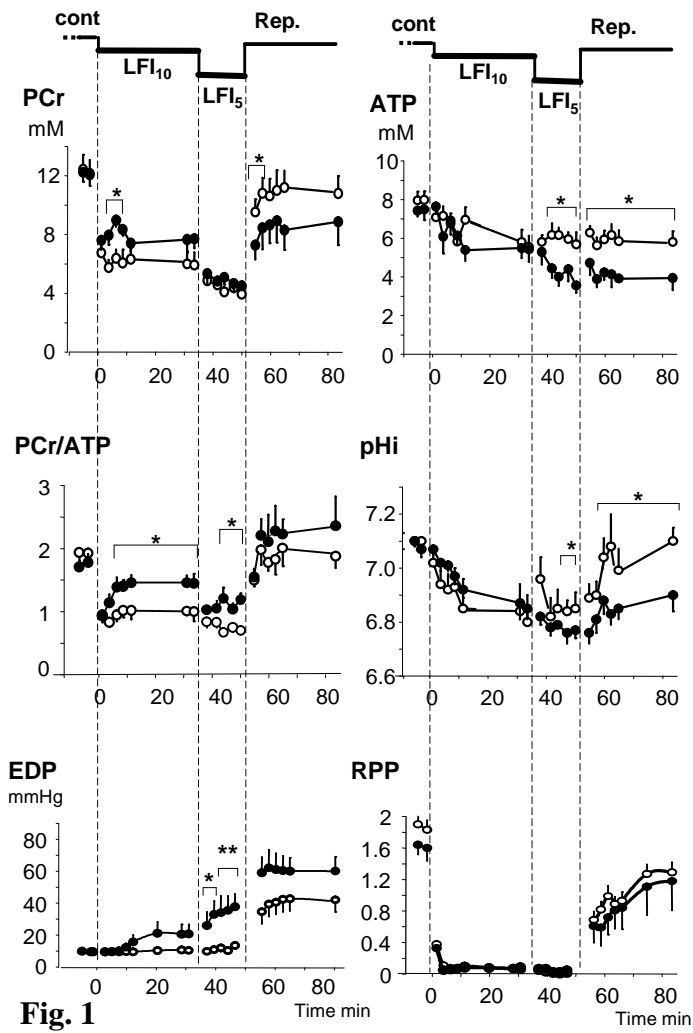 cont Rep.
LFI10
LFI5
cont Rep.
LFI10
LFI5
PCr
mM
12
8
4
0
*
*
0 20 40 60 80
ATP
mM
10
8
6
4
2
0
*
*
0 20 40 60 80
PCr/ATP
3
2
1
0
*
*
0 20 40 60 80
pHi
7.2
7.0
6.8
6.6
*
*
0 20 40 60 80
EDP
mmHg
80
60
40
20
0
*
**
0 20 40 60 80
Time min
RPP
2
1.6
1.2
0.8
0.4
0
0 20 40 60 80
Time min
Fig. 1